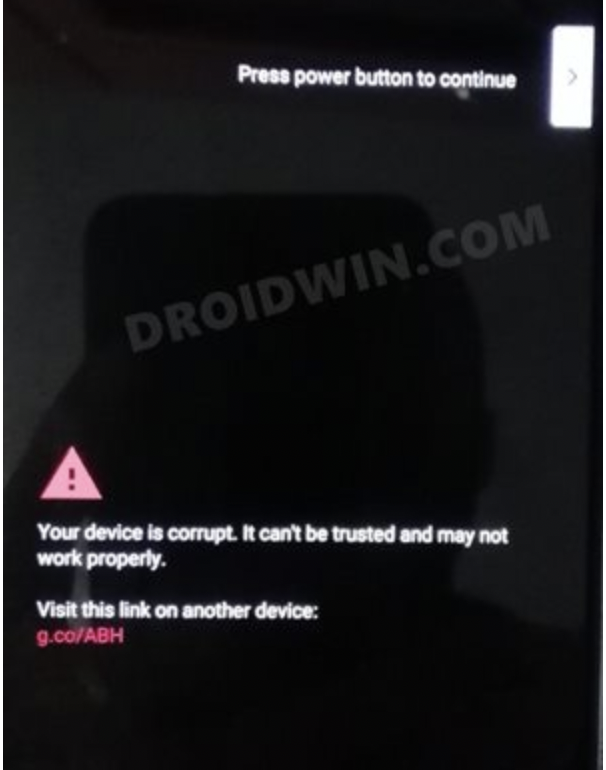 Press power button to continue
DROIDWIN.COM
Your device is corrupt. It can't be trusted and may not
work properly.
Visit this link on another device:
g.co/ABH